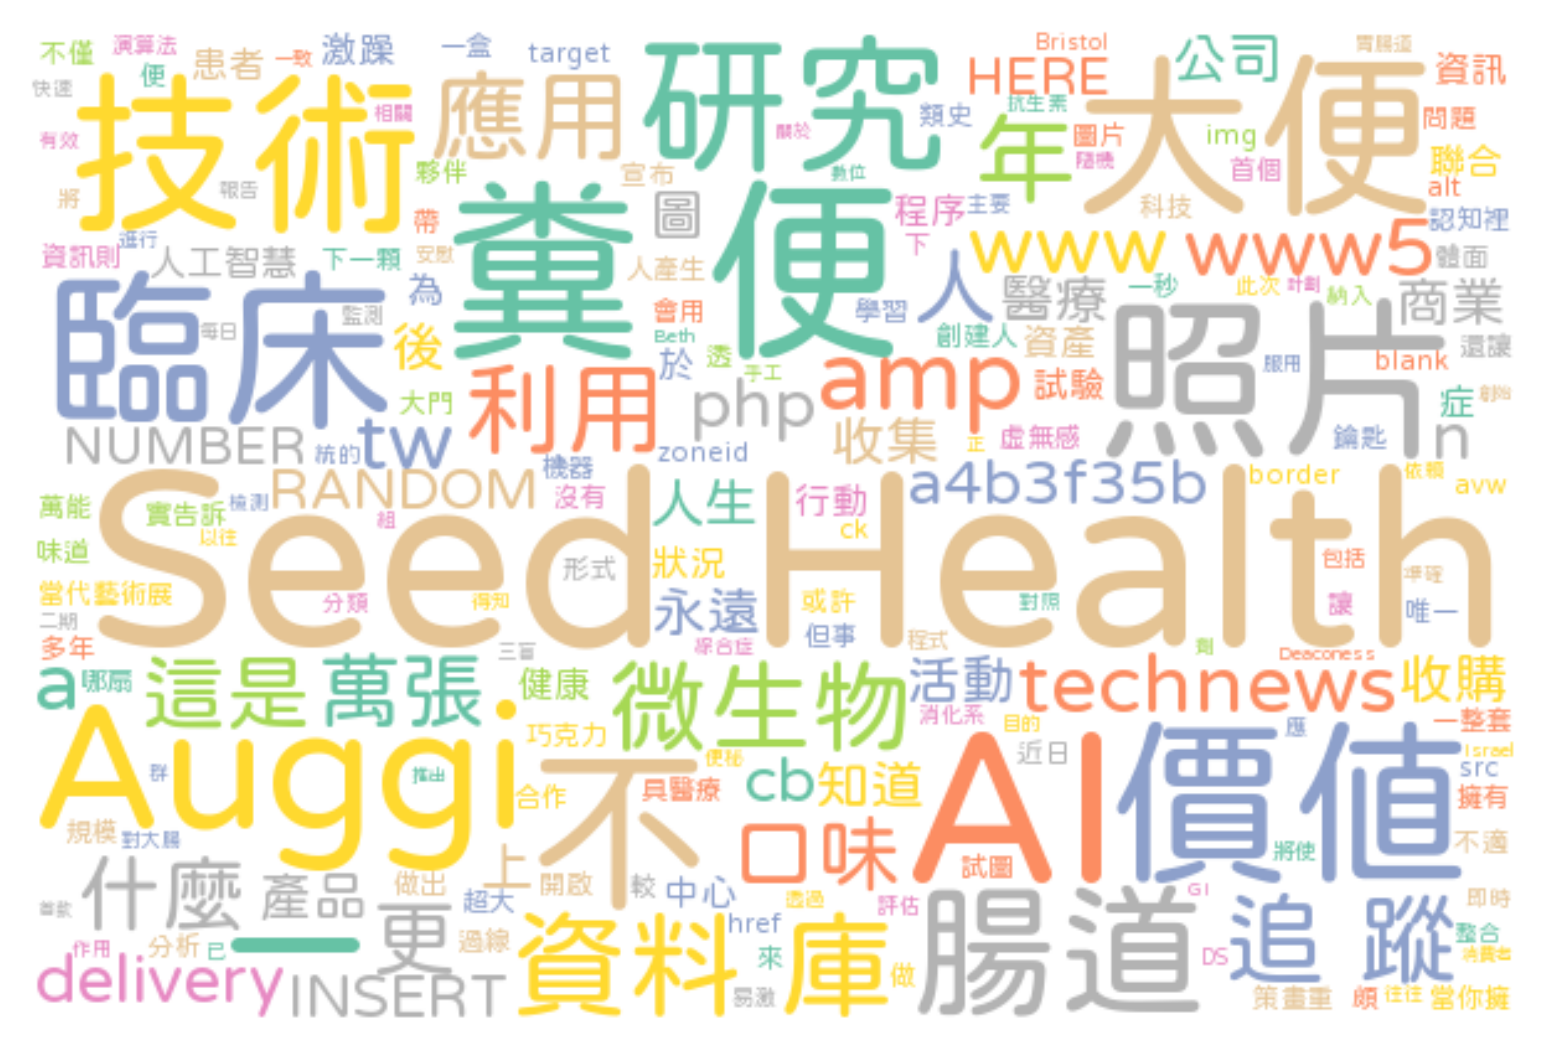 不僅 演算法 患者 一致 激躁 一盒 target 研究 Bristol 胃腸道
快速 便 技術 應用 HERE 公司 大便 資訊
有效 相關 夥伴 關於 抗生素 類史 年 圖片 img 問題
將 報告 宣布 數位 隨機 首個 聯合 alt
資訊則 進行 帶 糞便 圖 程序 主要 科技 認知裡
人工智慧 下一顆 安慰 人產生 下 www www5 體面
臨床 監測 為 會用 學習 人 醫療 一秒 此次 計劃 納入 商業
每日 後 Beth 創建人 資產 照片 還讓
大門 利用 於 透 手工 amp 試驗 服用 blank 症 創始
NUMBER 統的 tw php 收集 正 虛無感 鑰匙 n
RANDOM 機器 zoneid a4b3f35b border 依賴 avw
萬能 實告訴 檢測 組 沒有 人生 行動 ck
味道 以往 Seed Health 形式 狀況 包括
當代藝術展 分類 得知 永遠 或許 對照 準確 讓 唯一
二期 多年 三盲 綜合症 但事 程式 劑 Deaconess
a 哪扇 這是 萬張 健康 微生物 活動 technews 收購
Auggi 巧克力 便秘 消化系 目的 近日 應 一整套
群 推出 合作 不 具醫療 cb 知道 AI 價值 Israel src 擁有
規模 對大腸 口味 試圖 將使 不適
什麼 產品 做出 上 開啟 較 中心 透過 評估 腸道 GI 追蹤 即時
首款 作用 分析 已 一 更 超大 過線 資料庫 href 來 做 DS 整合 消費者
delivery INSERT 易激 策畫重 頗 往往 當你擁